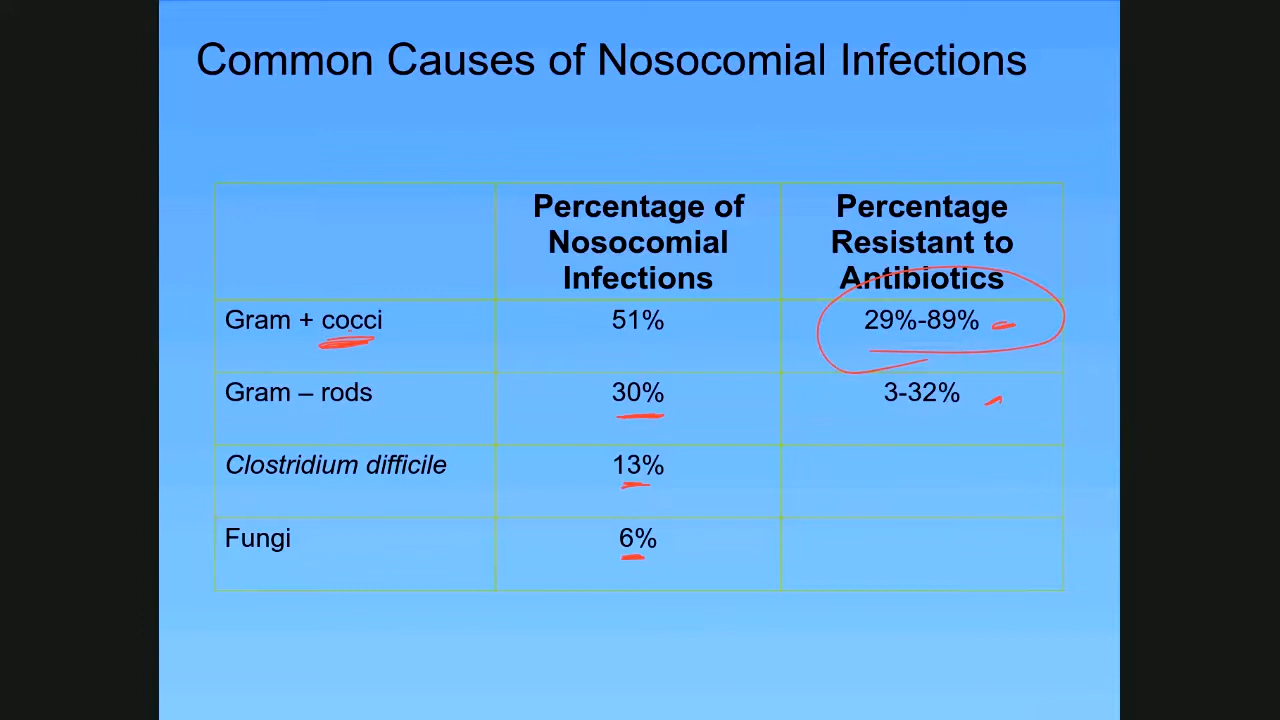 Common Causes of Nosocomial Infections
Percentage of
Nosocomial
Infections
Percentage
Resistant to
Antibiotics
Gram + cocci 51% 29%-89%
Gram – rods 30% 3-32%
Clostridium difficile 13%
Fungi 6%